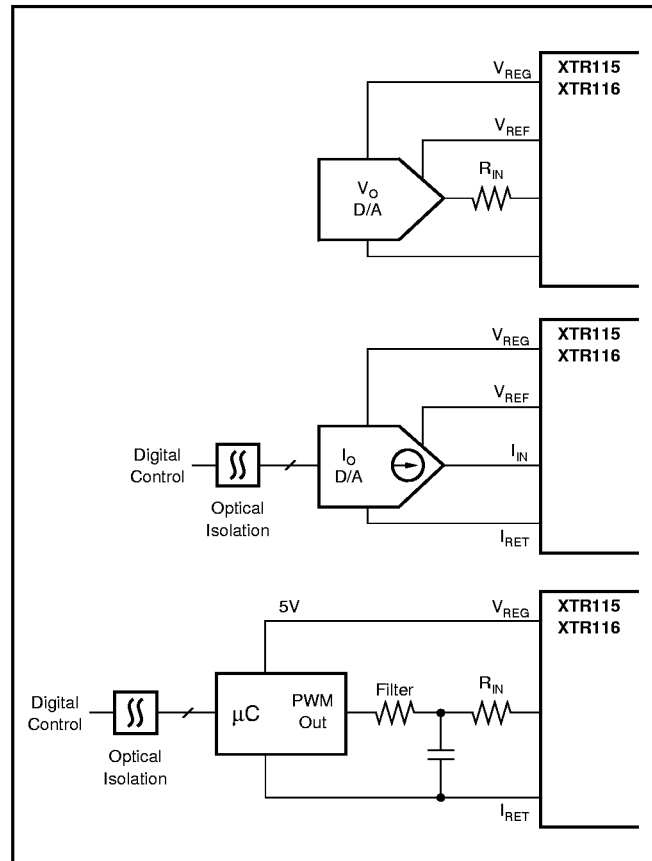 V_REG XTR115
XTR116
V_REF
R_IN
V_O
D/A
XTR115
V_REG XTR116
V_REF
Digital
Control
I_O
D/A
I_IN
Optical
Isolation
I_RET
5V V_REG XTR115
XTR116
Digital
Control
μC PWM
Out
Filter R_IN
Optical
Isolation
I_RET